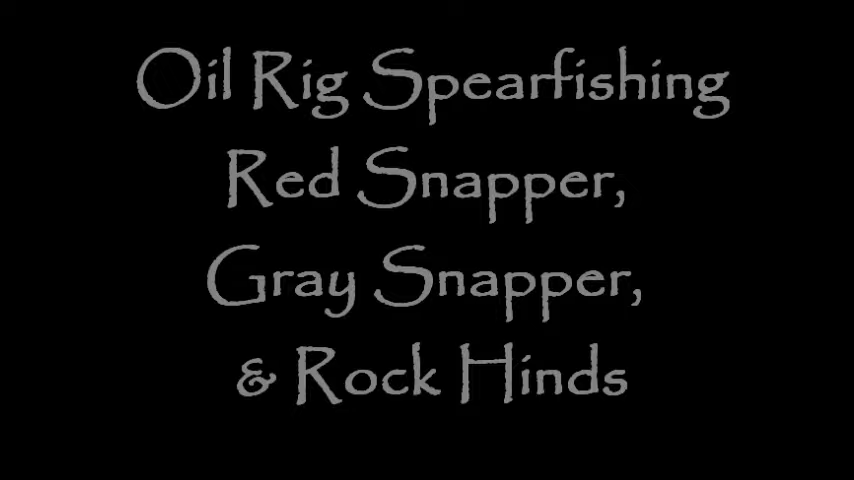 Oil Rig Spearfishing
Red Snapper,
Gray Snapper,
& Rock Hinds